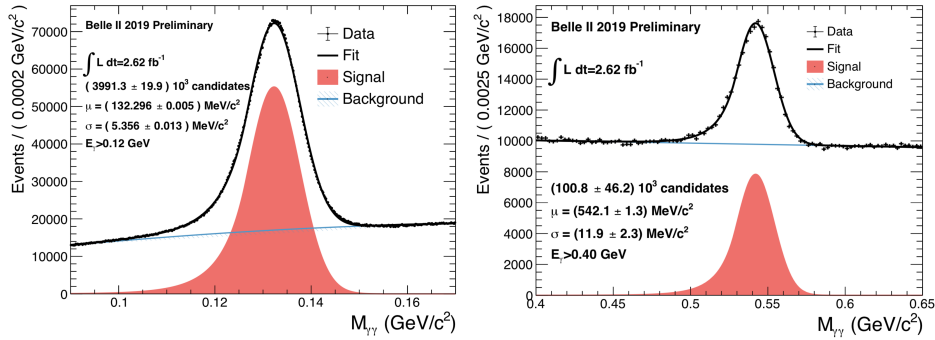 Belle II 2019 Preliminary
∫ L dt=2.62 fb⁻¹
( 3991.3 ± 19.9 ) 10³ candidates
μ = ( 132.296 ± 0.005 ) MeV/c²
σ = ( 5.356 ± 0.013 ) MeV/c²
Eγ>0.12 GeV
Data
Fit
Signal
Background
Events / ( 0.0002 GeV/c² )
70000
60000
50000
40000
30000
20000
10000
0
0.1 0.12 0.14 0.16
Mγγ (GeV/c²)
Belle II 2019 Preliminary
∫ L dt=2.62 fb⁻¹
Data
Fit
Signal
Background
(100.8 ± 46.2) 10³ candidates
μ = (542.1 ± 1.3) MeV/c²
σ = (11.9 ± 2.3) MeV/c²
Eγ>0.40 GeV
Events / ( 0.0025 GeV/c² )
18000
16000
14000
12000
10000
8000
6000
4000
2000
0
0.4 0.45 0.5 0.55 0.6 0.65
Mγγ (GeV/c²)